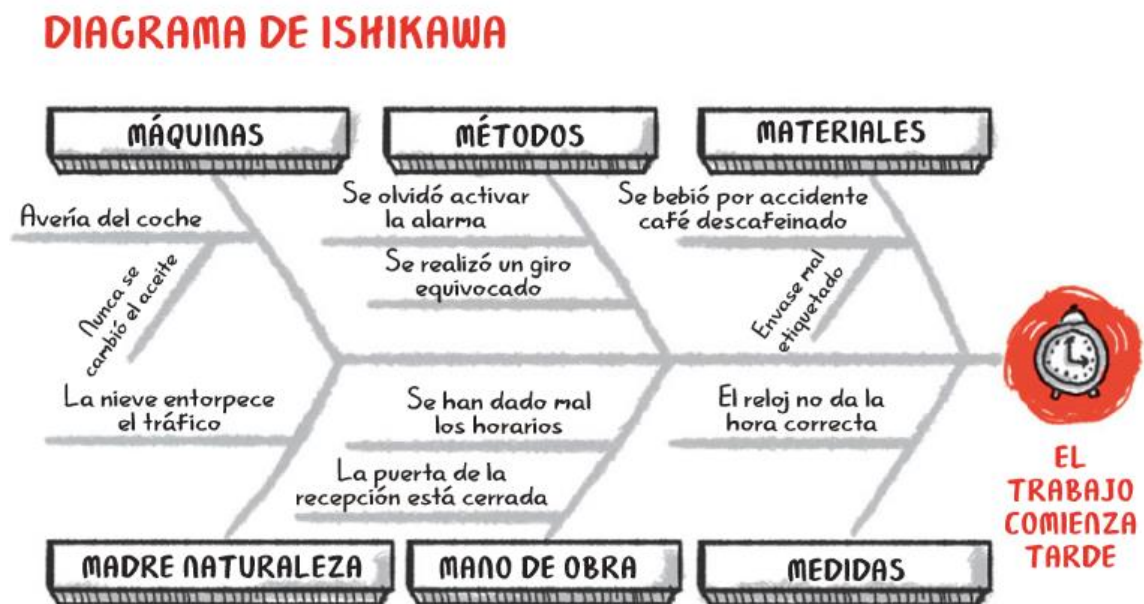 DIAGRAMA DE ISHIKAWA
MÁQUINAS
MÉTODOS
MATERIALES
Avería del coche
Nunca se
cambió el aceite
Se olvidó activar
la alarma
Se realizó un giro
equivocado
Se bebió por accidente
café descafeinado
Envase mal
etiquetado
La nieve entorpece
el tráfico
Se han dado mal
los horarios
La puerta de la
recepción está cerrada
El reloj no da la
hora correcta
EL
TRABAJO
COMIENZA
TARDE
MADRE NATURALEZA
MANO DE OBRA
MEDIDAS